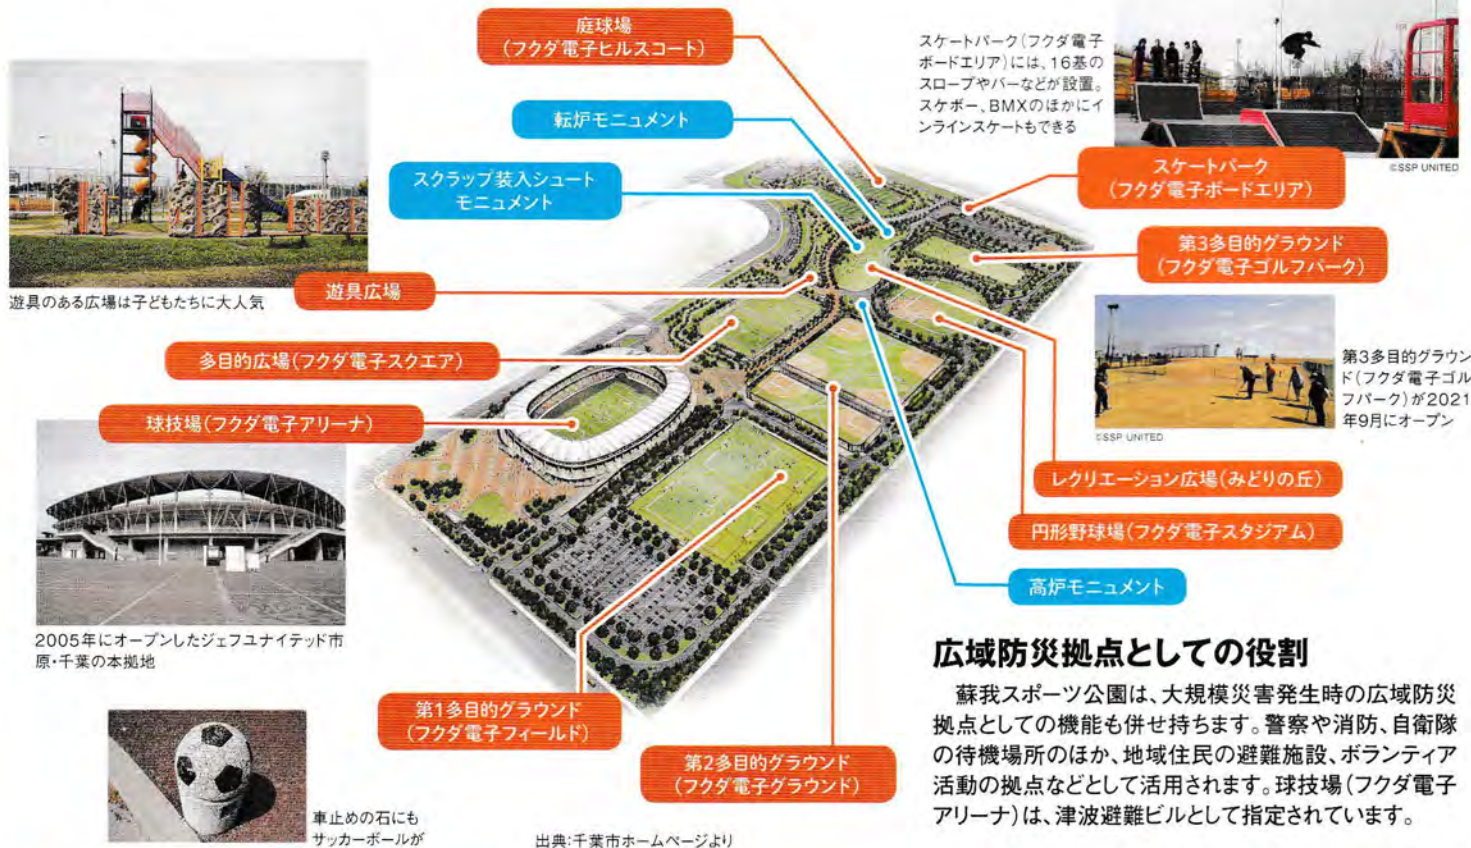 庭球場
(フクダ電子ヒルスコート)
転炉モニュメント
スクラップ装入シュート
モニュメント
遊具のある広場は子どもたちに大人気
遊具広場
多目的広場(フクダ電子スクエア)
球技場(フクダ電子アリーナ)
2005年にオープンしたジェフユナイテッド市
原・千葉の本拠地
車止めの石にも
サッカーボールが
第1多目的グラウンド
(フクダ電子フィールド)
第2多目的グラウンド
(フクダ電子グラウンド)
出典:千葉市ホームページより
スケートパーク(フクダ電子
ボードエリア)には、16基の
スロープやバーなどが設置。
スケボー、BMXのほかにイ
ンラインスケートもできる
©SSP UNITED
スケートパーク
(フクダ電子ボードエリア)
第3多目的グラウンド
(フクダ電子ゴルフパーク)
第3多目的グラウン
ド(フクダ電子ゴル
フパーク)が2021
年9月にオープン
©SSP UNITED
レクリエーション広場(みどりの丘)
円形野球場(フクダ電子スタジアム)
高炉モニュメント
広域防災拠点としての役割
蘇我スポーツ公園は、大規模災害発生時の広域防災
拠点としての機能も併せ持ちます。警察や消防、自衛隊
の待機場所のほか、地域住民の避難施設、ボランティア
活動の拠点などとして活用されます。球技場(フクダ電子
アリーナ)は、津波避難ビルとして指定されています。